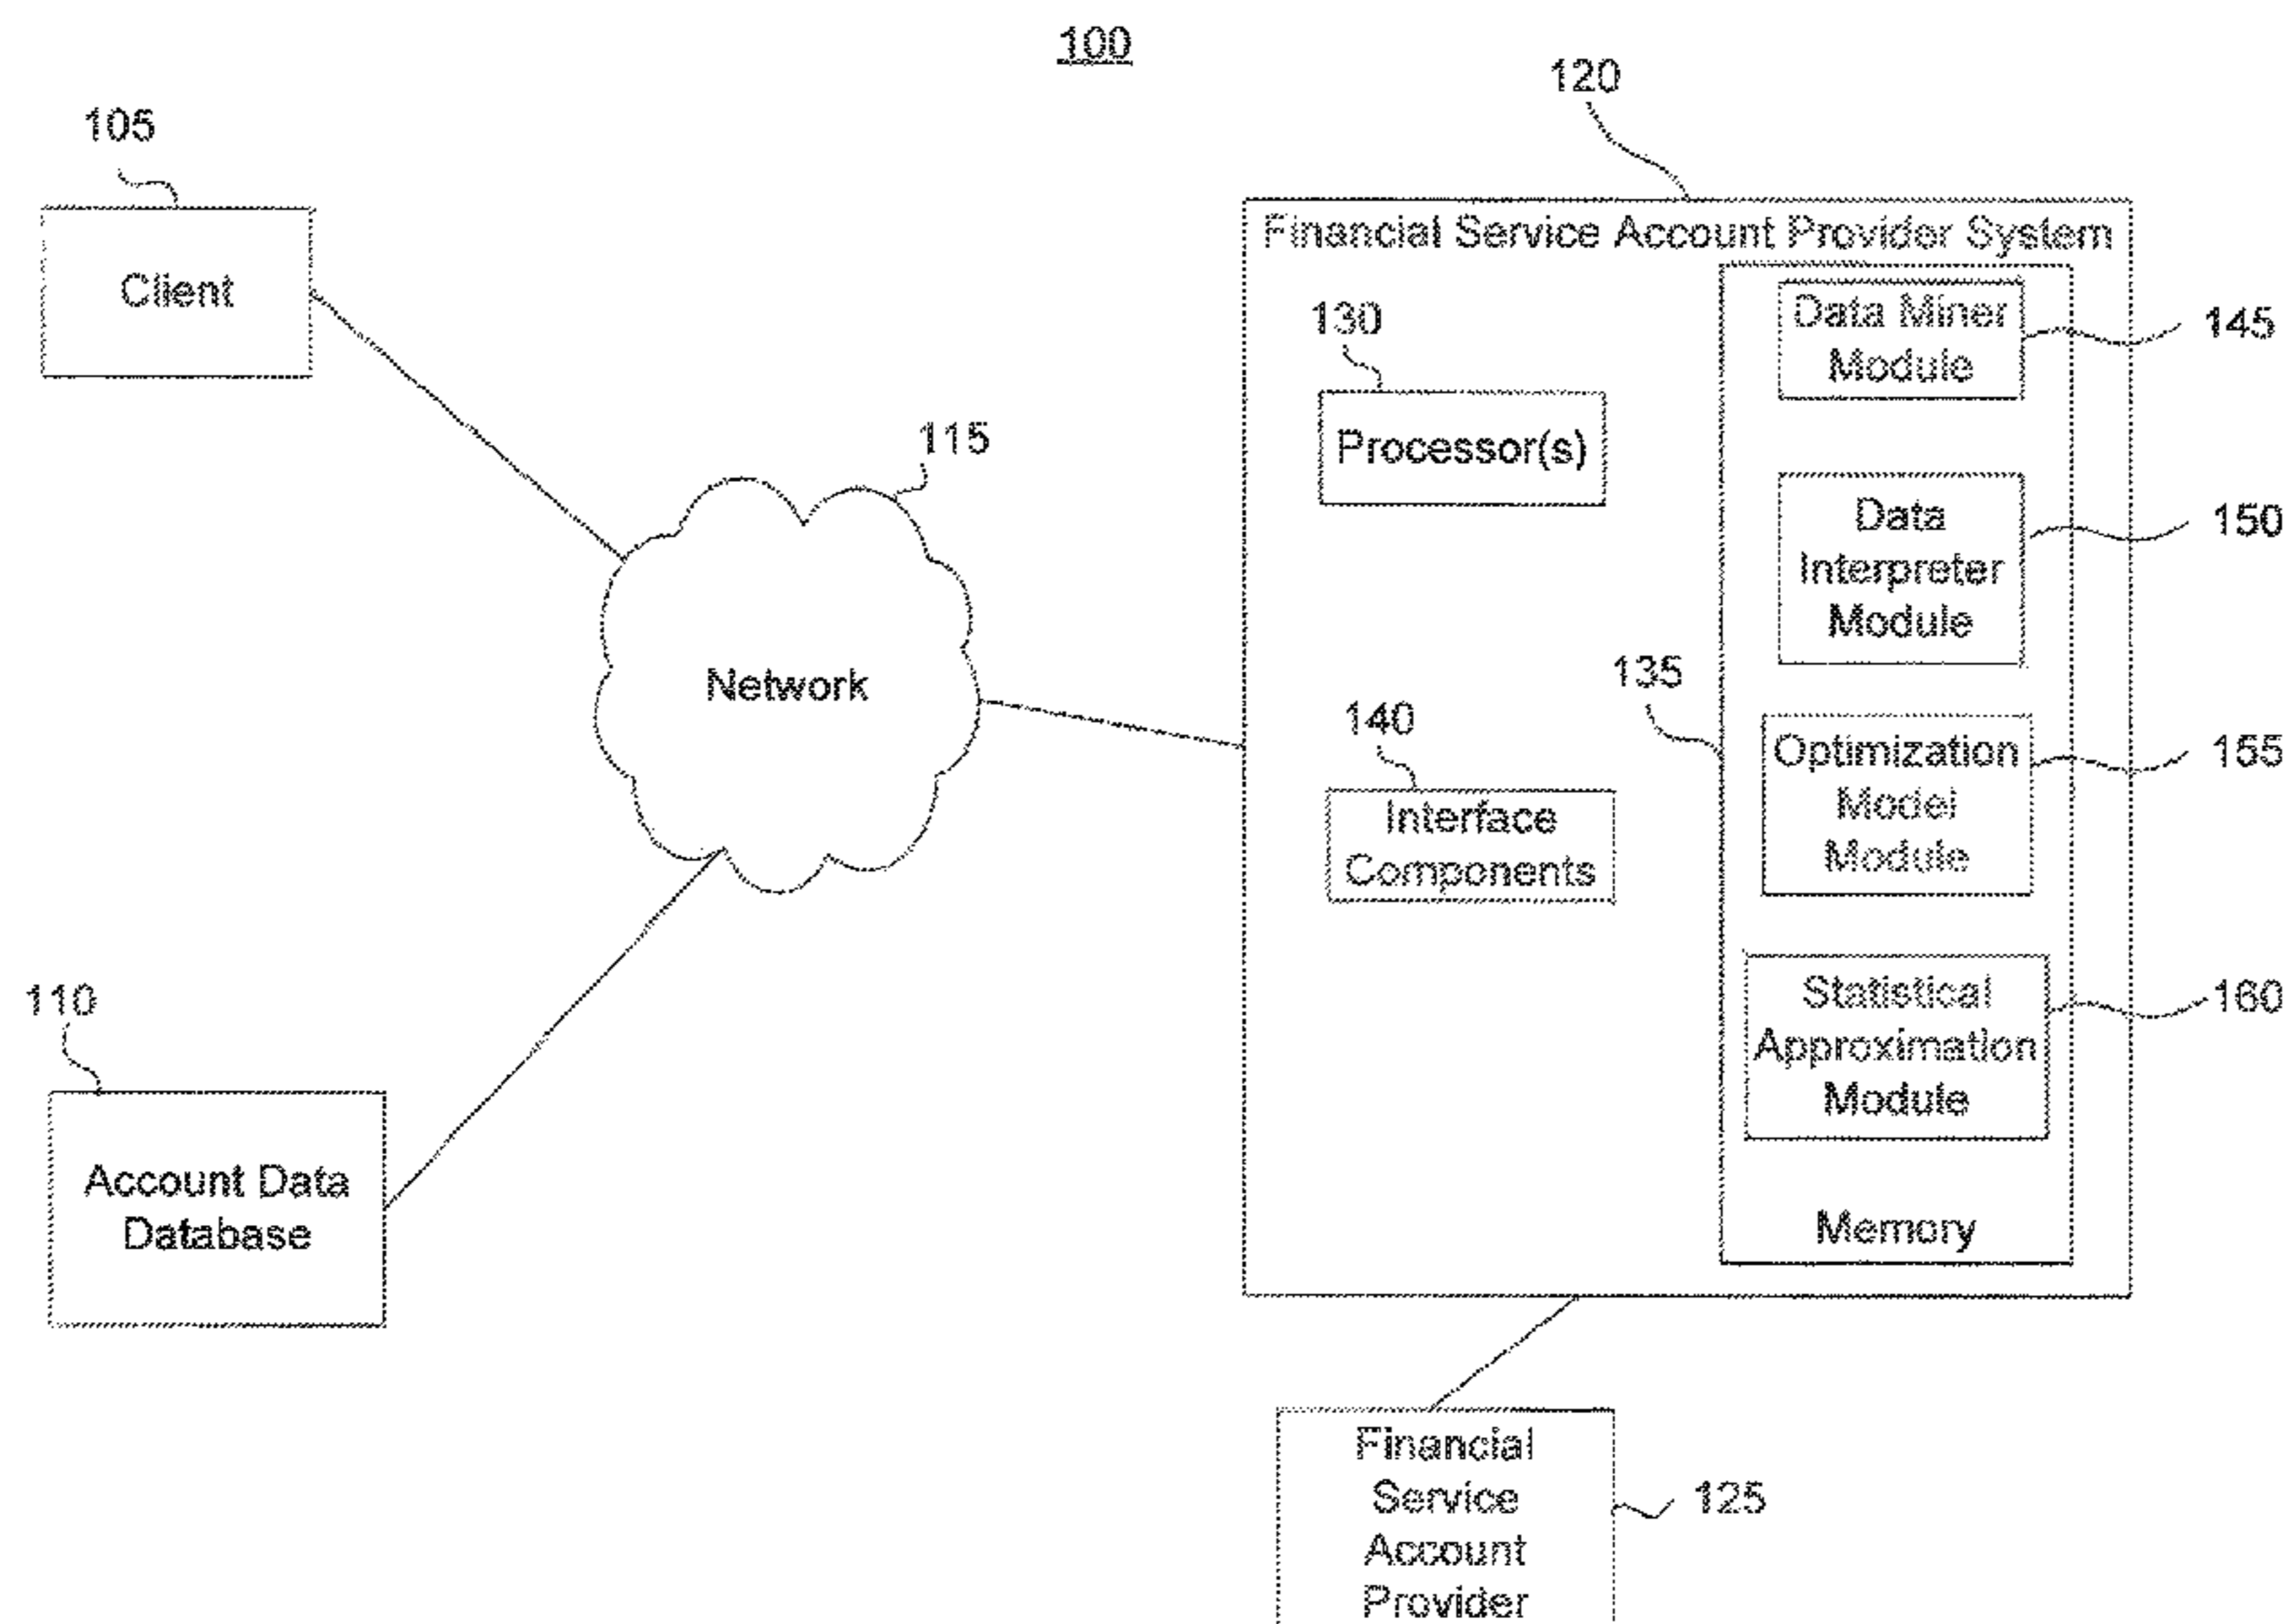 100
105
Client
110
Account Data
Database
115
Network
120
Financial Service Account Provider System
130
Processor(s)
140
Interface
Components
135
Data Miner
Module
145
Data
Interpreter
Module
150
Optimization
Model
Module
155
Statistical
Approximation
Module
160
Memory
Financial
Service
Account
Provider
125